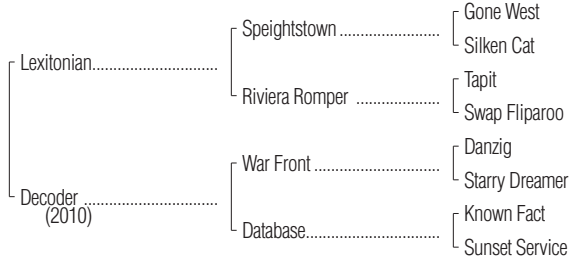 Gone West
Speightstown ......................
Silken Cat
Lexitonian............................
Tapit
Riviera Romper ..................
Swap Fliparoo
Danzig
War Front ...........................
Starry Dreamer
Decoder .............................
(2010)
Known Fact
Database.............................
Sunset Service